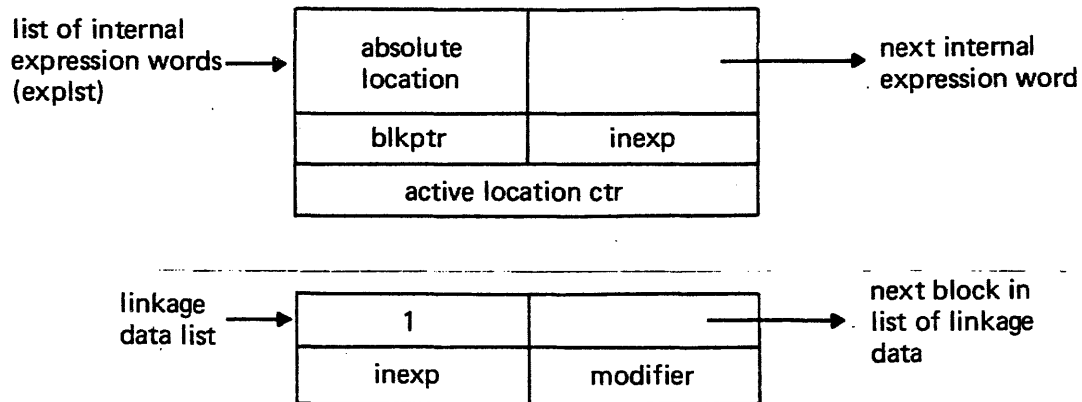 list of internal
expression words
(explst)
absolute
location
next internal
expression word
blkptr inexp
active location ctr
linkage
data list
1
next block in
list of linkage
data
inexp modifier